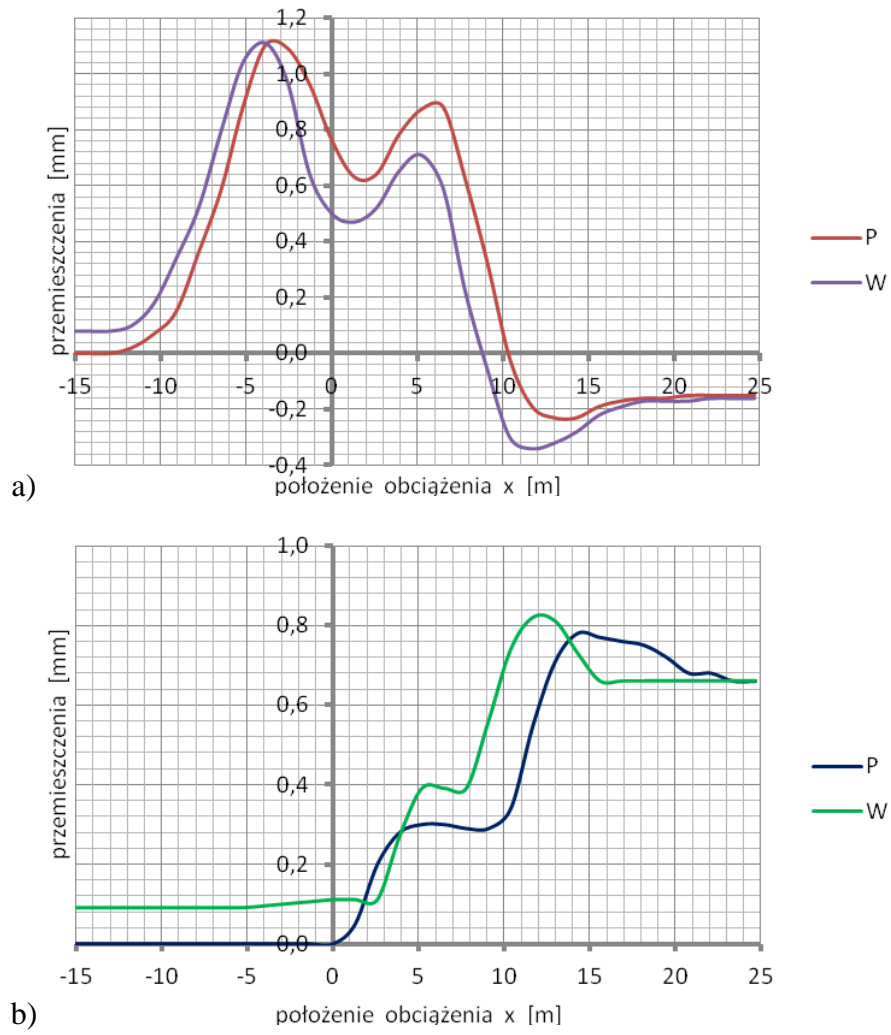 1,2
1,0
0,8
0,6
0,4
0,2
0,0
-0,2
-0,4
przemieszczenia [mm]
-15 -10 -5 0 5 10 15 20 25
położenie obciążenia x [m]
P
W
a)
1,0
0,8
0,6
0,4
0,2
0,0
przemieszczenia [mm]
-15 -10 -5 0 5 10 15 20 25
położenie obciążenia x [m]
P
W
b)